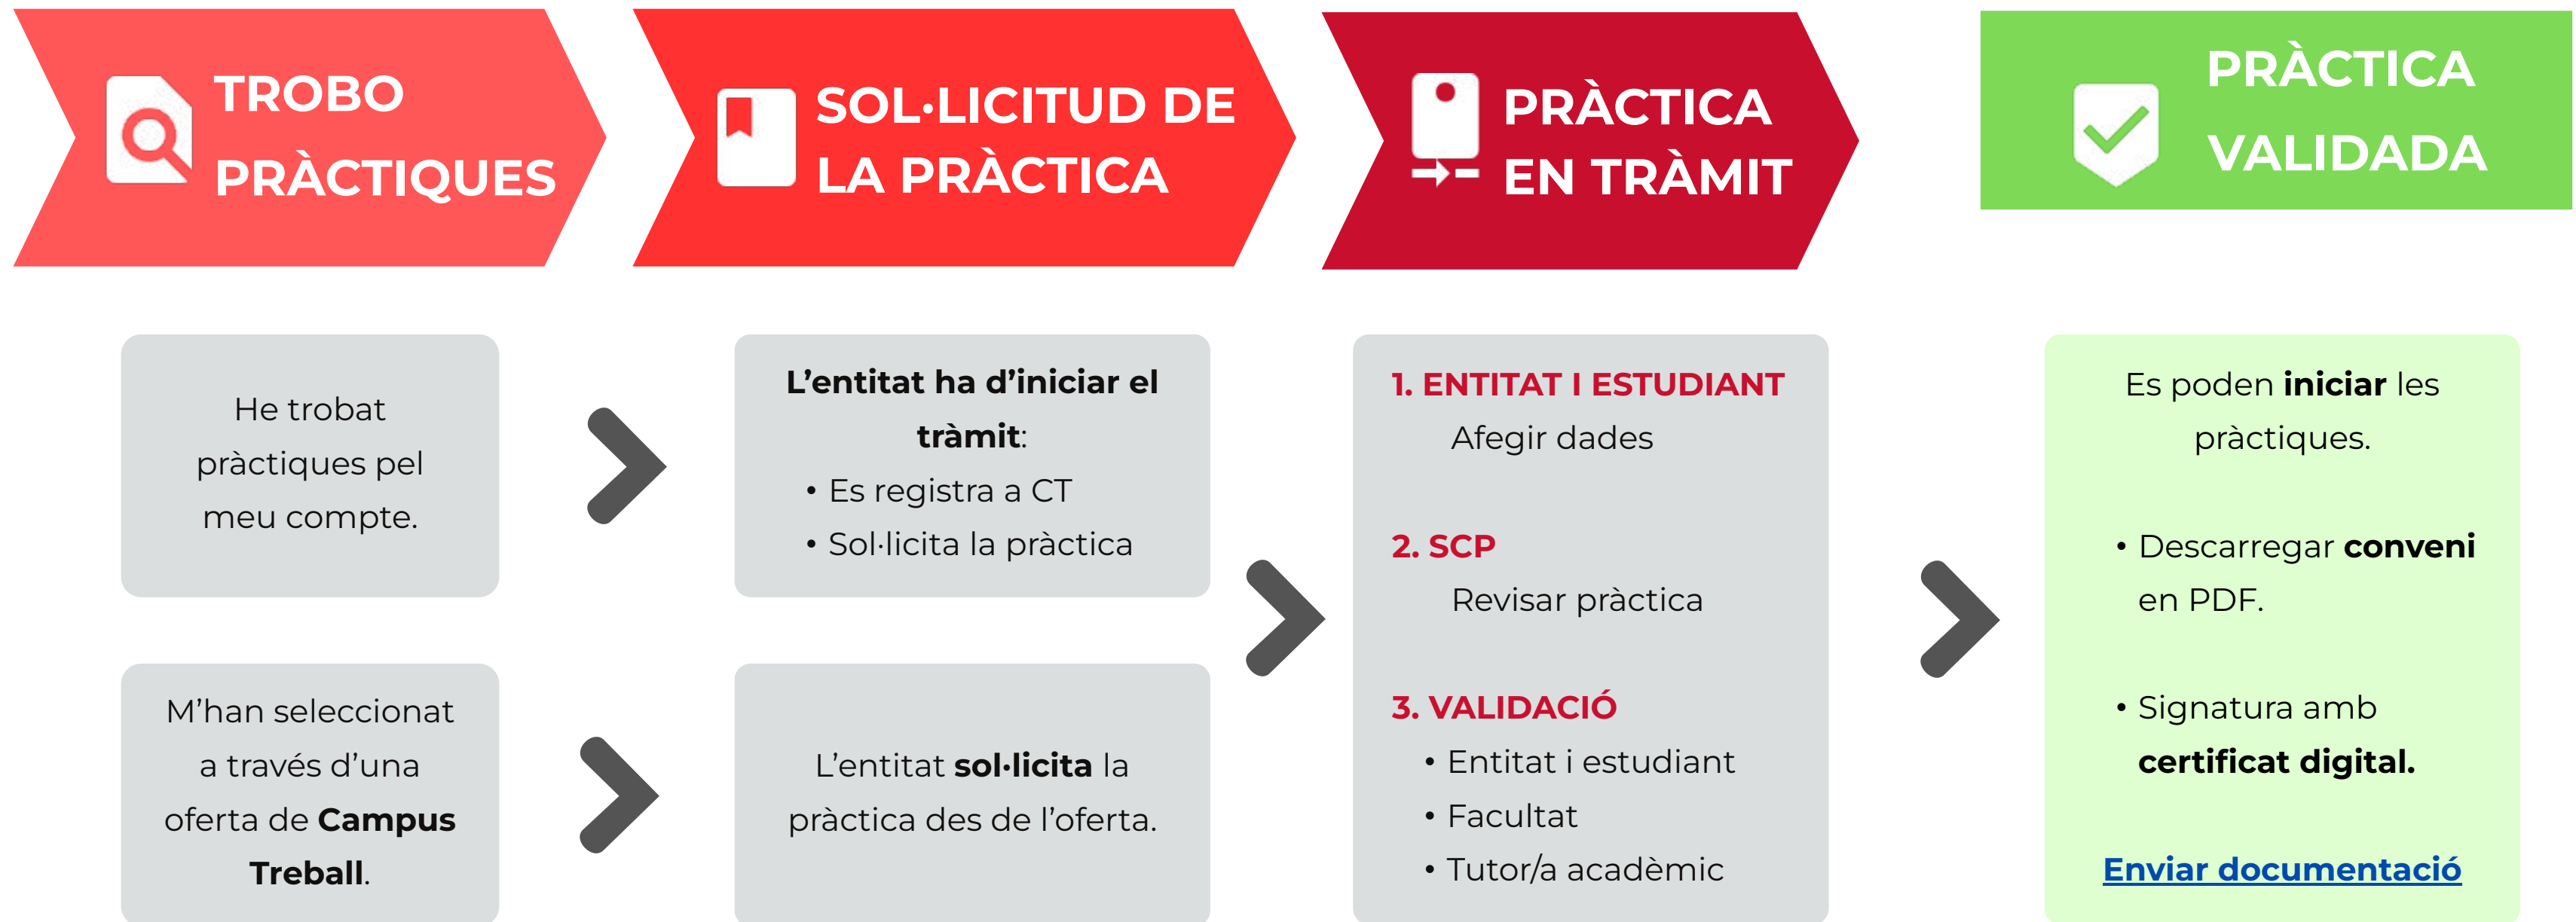 TROBO
PRÀCTIQUES
SOL·LICITUD DE
LA PRÀCTICA
PRÀCTICA
EN TRÀMIT
PRÀCTICA
VALIDADA
He trobat
pràctiques pel
meu compte.
L'entitat ha d'iniciar el
tràmit:
• Es registra a CT
• Sol·licita la pràctica
M'han seleccionat
a través d'una
oferta de Campus
Treball.
L'entitat sol·licita la
pràctica des de l'oferta.
1. ENTITAT I ESTUDIANT
Afegir dades
2. SCP
Revisar pràctica
3. VALIDACIÓ
• Entitat i estudiant
• Facultat
• Tutor/a acadèmic
Es poden iniciar les
pràctiques.
• Descarregar conveni
en PDF.
• Signatura amb
certificat digital.
Enviar documentació